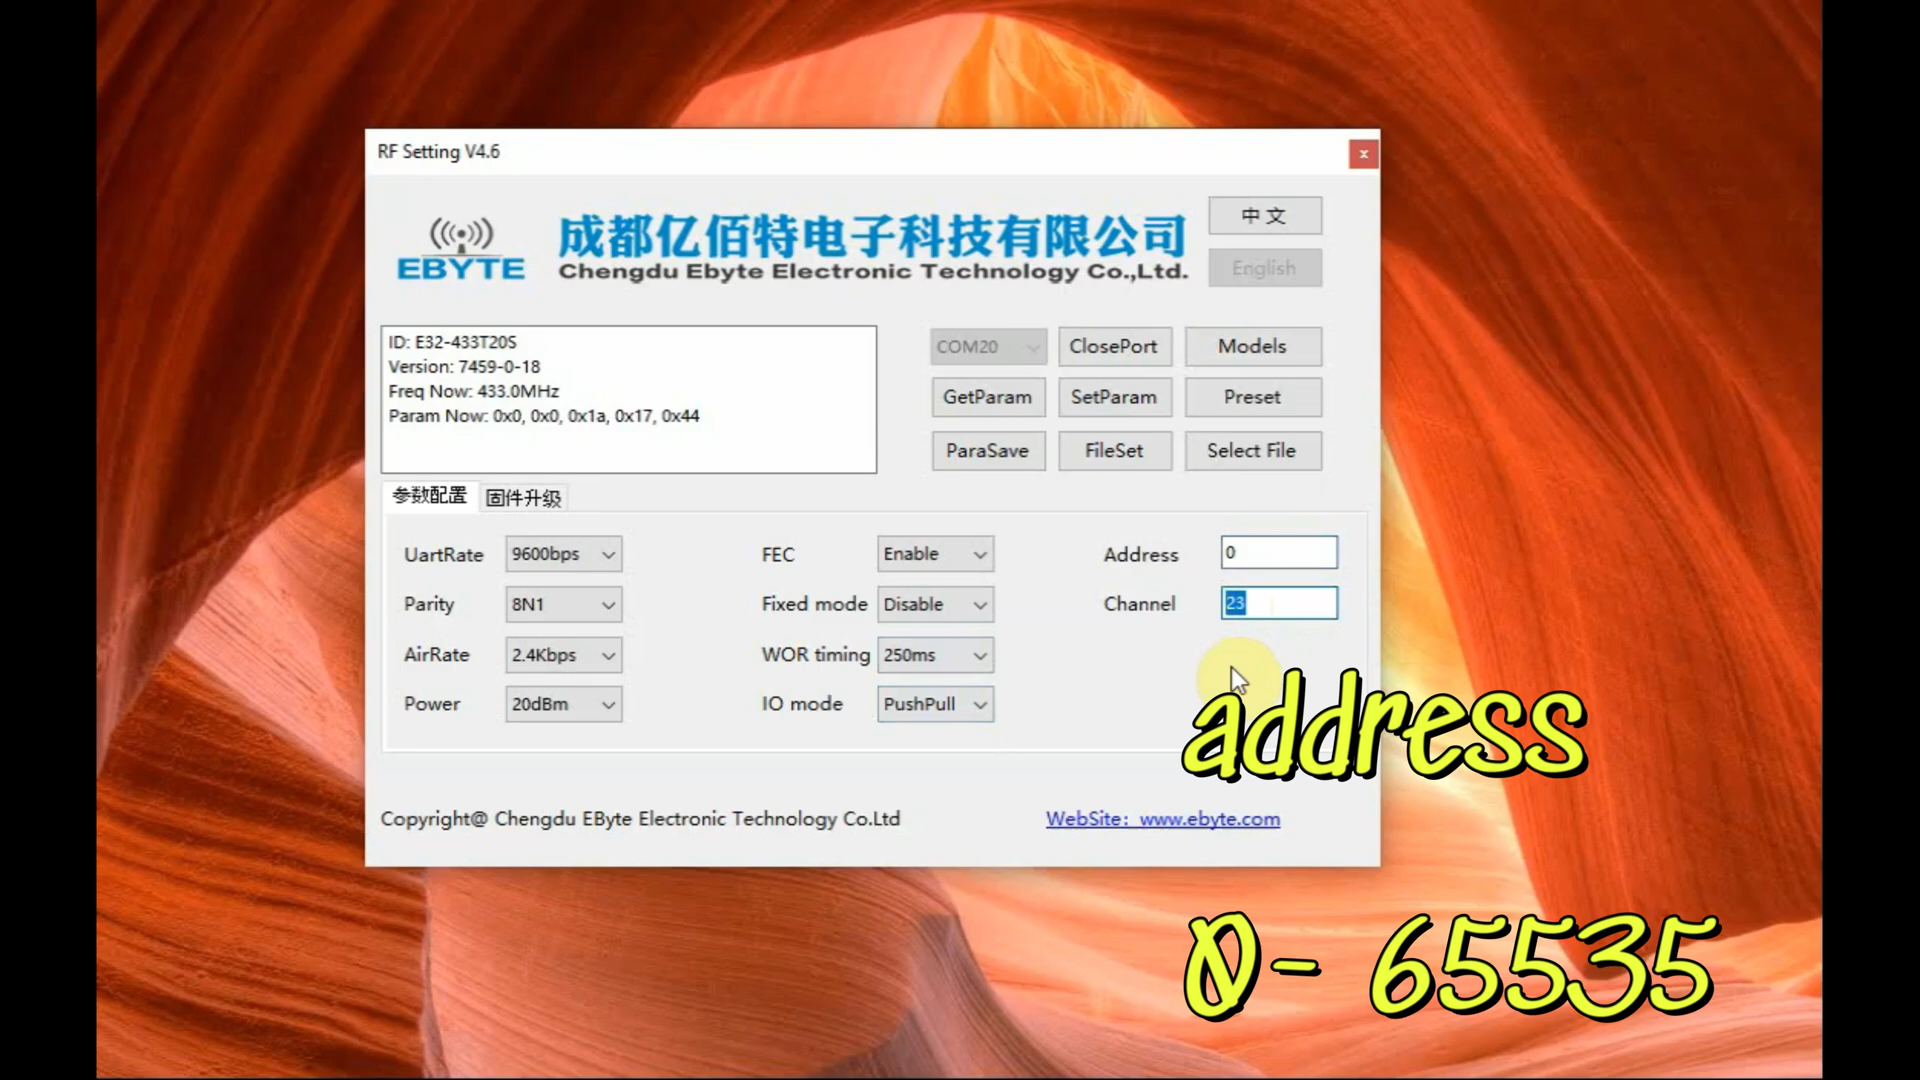 RF Setting V4.6
x
EBYTE
成都亿佰特电子科技有限公司
Chengdu Ebyte Electronic Technology Co.,Ltd.
中 文
English
ID: E32-433T20S
Version: 7459-0-18
Freq Now: 433.0MHz
Param Now: 0x0, 0x0, 0x1a, 0x17, 0x44
COM20 ClosePort Models
GetParam SetParam Preset
ParaSave FileSet Select File
参数配置 固件升级
UartRate 9600bps FEC Enable Address 0
Parity 8N1 Fixed mode Disable Channel 23
AirRate 2.4Kbps WOR timing 250ms
Power 20dBm IO mode PushPull
address
Copyright@ Chengdu EByte Electronic Technology Co.Ltd WebSite: www.ebyte.com
0- 65535